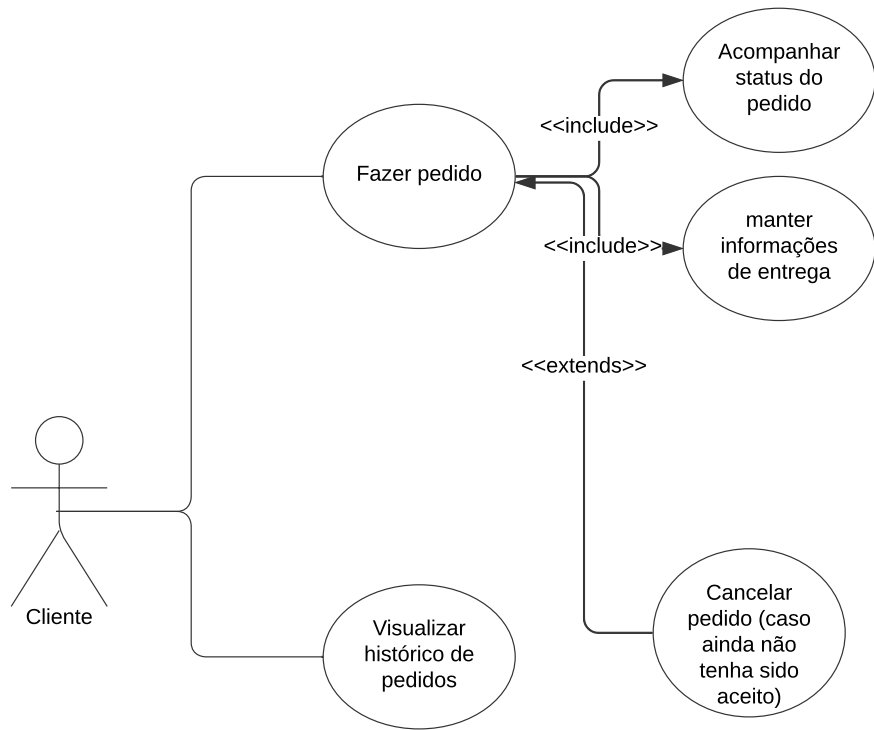 Acompanhar
status do
pedido
<<include>>
Fazer pedido
manter
informações
de entrega
<<include>>
<<extends>>
Cliente
Visualizar
histórico de
pedidos
Cancelar
pedido (caso
ainda não
tenha sido
aceito)